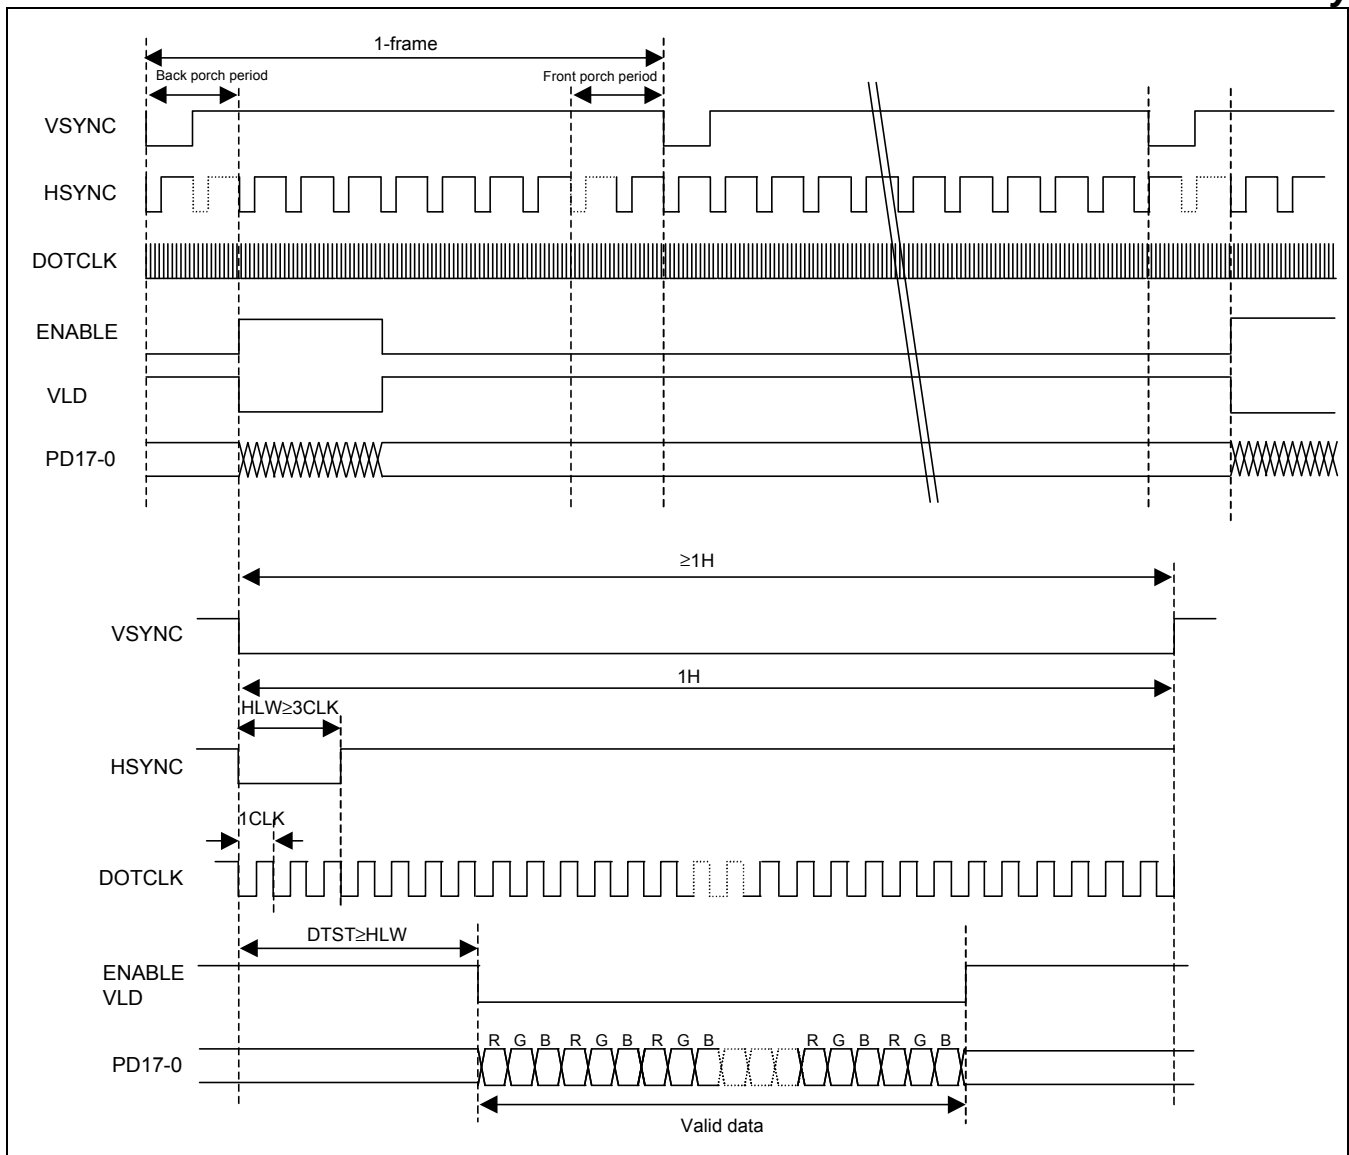 1-frame
Back porch period Front porch period
VSYNC
HSYNC
DOTCLK
ENABLE
VLD
PD17-0
≥1H
VSYNC
1H
HLW≥3CLK
HSYNC
1CLK
DOTCLK
DTST≥HLW
ENABLE
VLD
R G B R G B R G B R G B R G B
PD17-0
Valid data